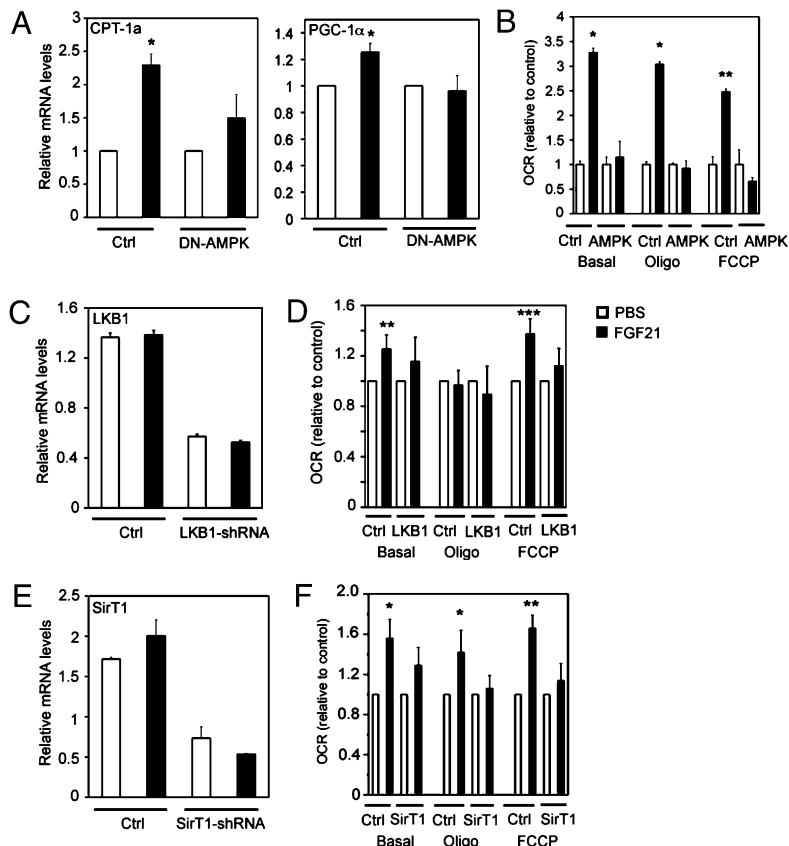 A
CPT-1a
Relative mRNA levels
3
2.5
2
1.5
1
0.5
0
*
Ctrl
DN-AMPK
PGC-1α
1.4
1.2
1
0.8
0.6
0.4
0.2
0
*
Ctrl
DN-AMPK
B
OCR (relative to control)
4
3.5
3
2.5
2
1.5
1
0.5
0
*
*
**
Ctrl AMPK Ctrl AMPK Ctrl AMPK
Basal Oligo FCCP
C
LKB1
Relative mRNA levels
1.6
1.2
0.8
0.4
0
Ctrl
LKB1-shRNA
D
OCR (relative to control)
1.6
1.2
0.8
0.4
0
**
***
Ctrl LKB1 Ctrl LKB1 Ctrl LKB1
Basal Oligo FCCP
PBS
FGF21
E
SirT1
Relative mRNA levels
2.5
2
1.5
1
0.5
0
Ctrl
SirT1-shRNA
F
OCR (relative to control)
2.0
1.6
1.2
0.8
0.4
0
*
*
**
Ctrl SirT1 Ctrl SirT1 Ctrl SirT1
Basal Oligo FCCP